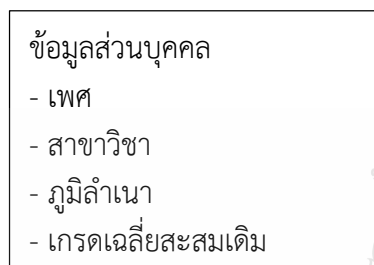 ข้อมูลส่วนบุคคล
- เพศ
- สาขาวิชา
- ภูมิลำเนา
- เกรดเฉลี่ยสะสมเดิม